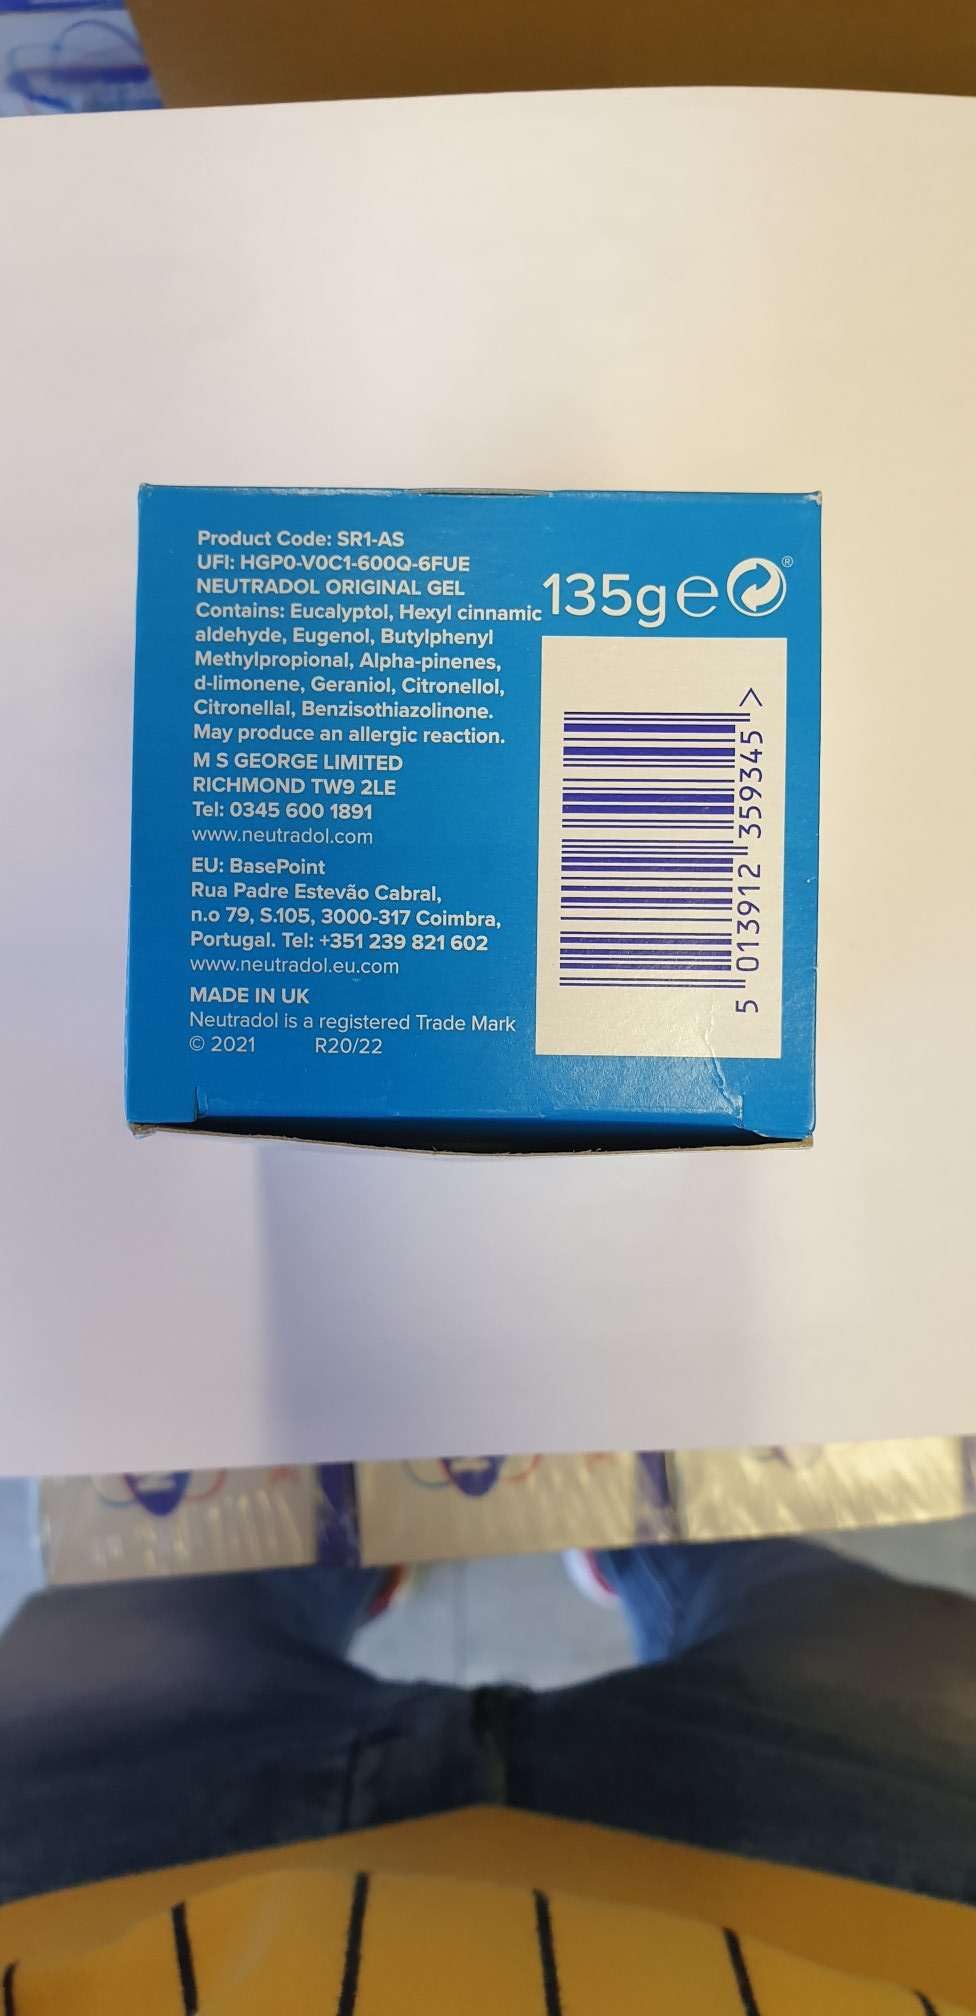 Product Code: SR1-AS
UFI: HGP0-V0C1-600Q-6FUE
NEUTRADOL ORIGINAL GEL
Contains: Eucalyptol, Hexyl cinnamic
aldehyde, Eugenol, Butylphenyl
Methylpropional, Alpha-pinenes,
d-limonene, Geraniol, Citronellol,
Citronellal, Benzisothiazolinone.
May produce an allergic reaction.
M S GEORGE LIMITED
RICHMOND TW9 2LE
Tel: 0345 600 1891
www.neutradol.com
EU: BasePoint
Rua Padre Estevão Cabral,
n.o 79, S.105, 3000-317 Coimbra,
Portugal. Tel: +351 239 821 602
www.neutradol.eu.com
MADE IN UK
Neutradol is a registered Trade Mark
© 2021 R20/22
135g e ®
5 013912 359345 >